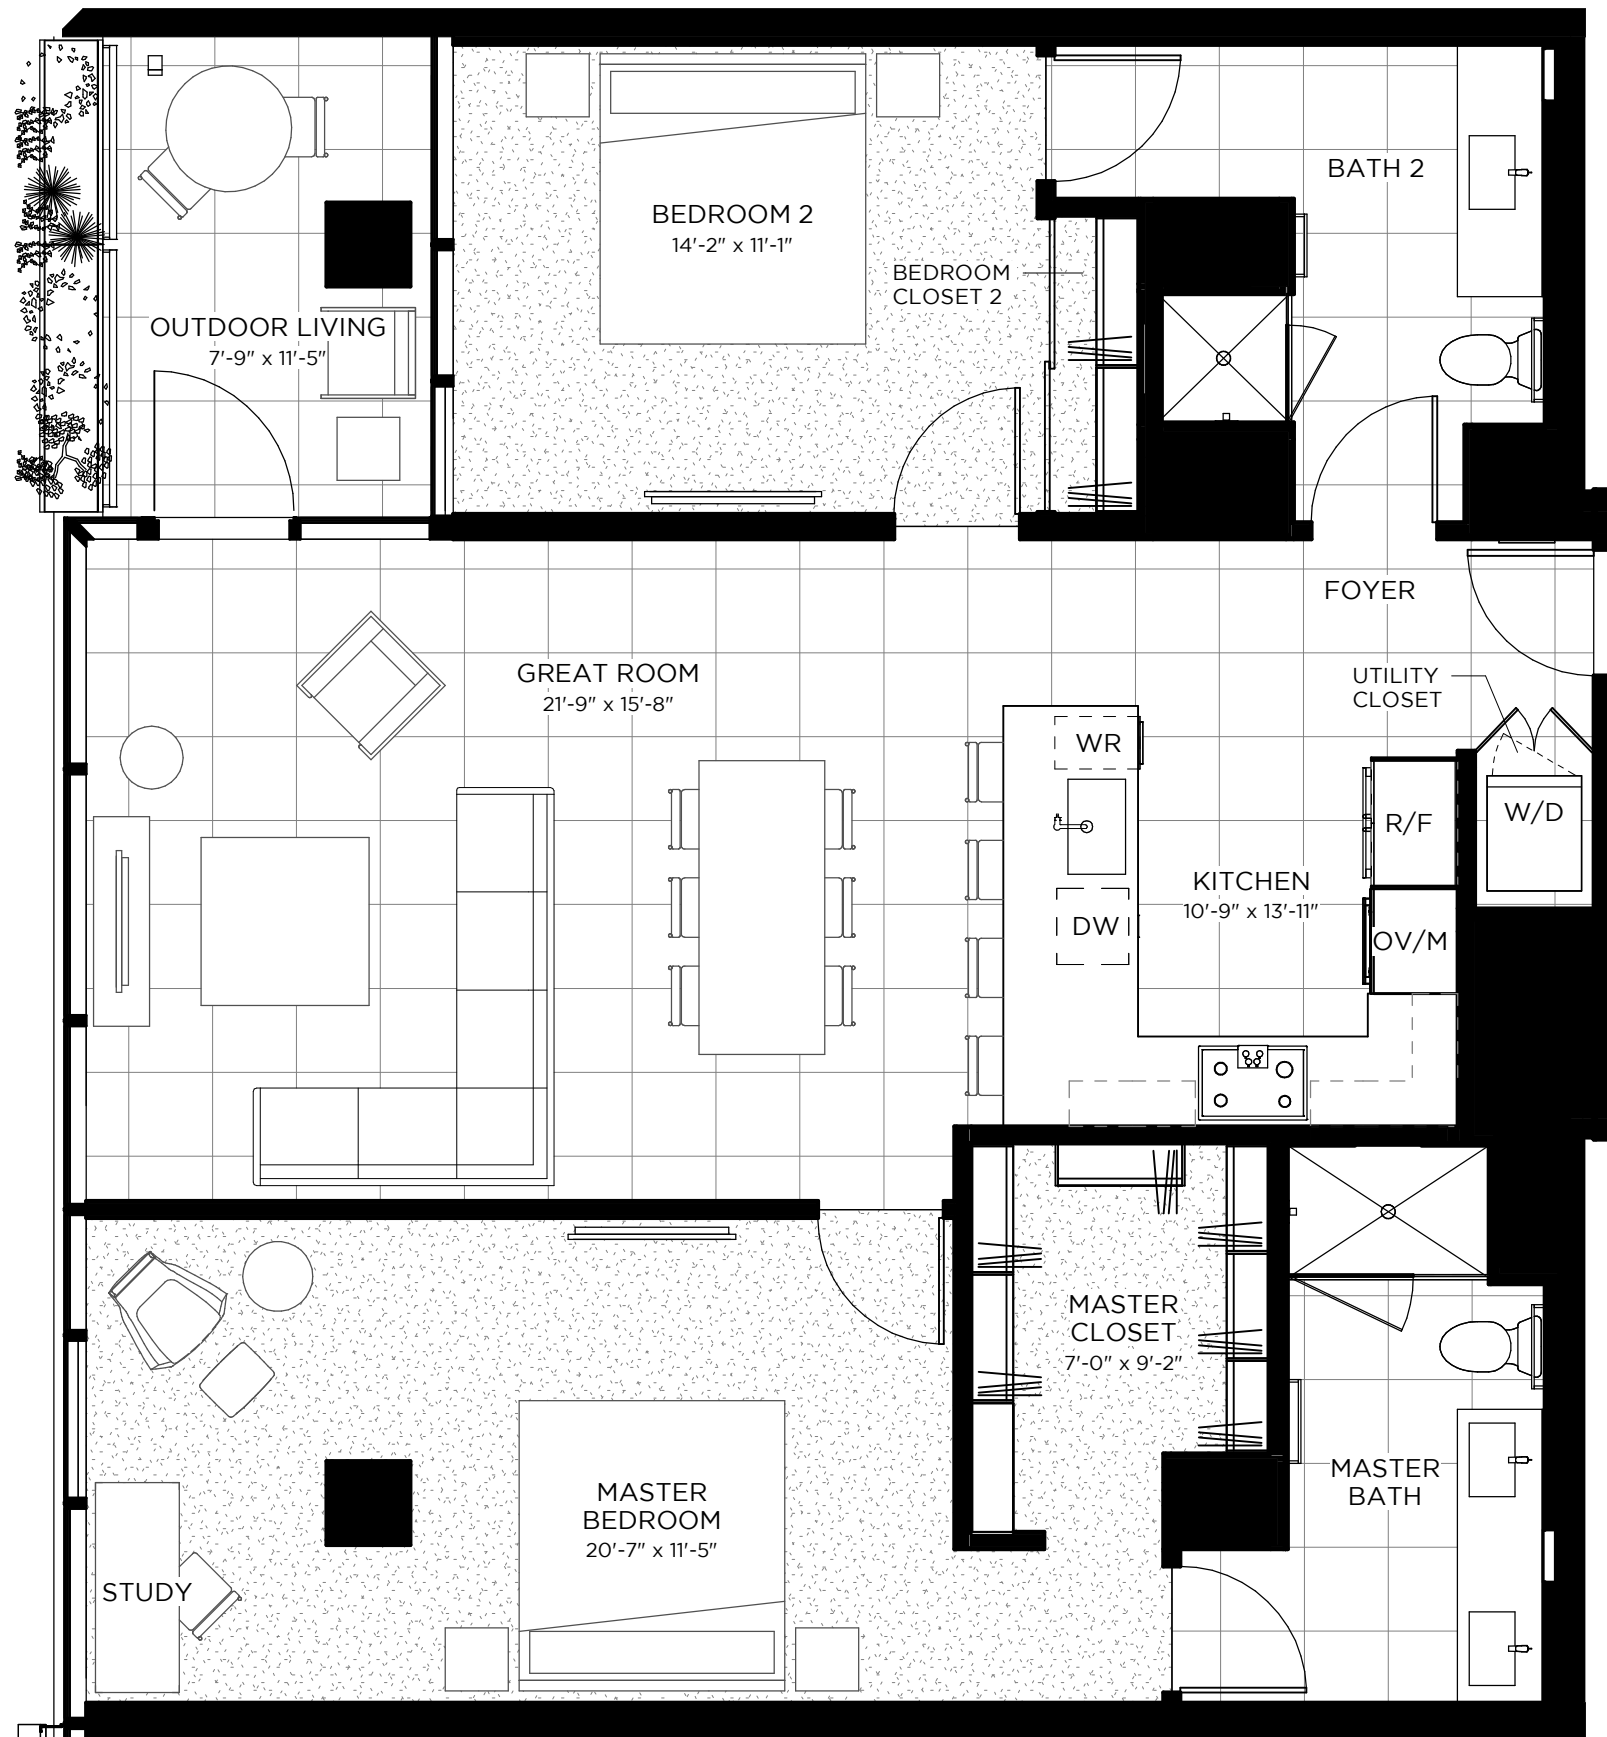 BATH 2
BEDROOM 2
14'-2" x 11'-1"
BEDROOM
CLOSET 2
OUTDOOR LIVING
7'-9" x 11'-5"
FOYER
GREAT ROOM
21'-9" x 15'-8"
UTILITY
CLOSET
WR
W/D
R/F
KITCHEN
10'-9" x 13'-11"
DW
OV/M
MASTER
CLOSET
7'-0" x 9'-2"
MASTER
BATH
MASTER
BEDROOM
20'-7" x 11'-5"
STUDY